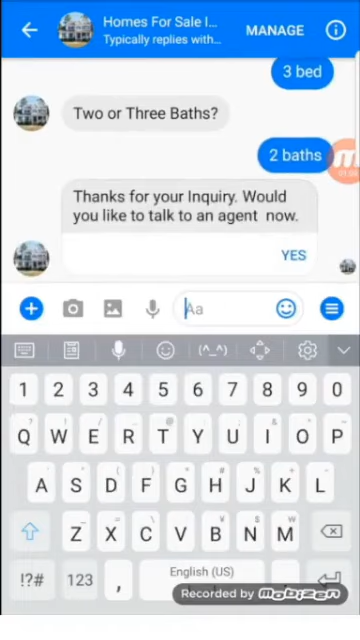 Homes For Sale I...
Typically replies with...
MANAGE
3 bed
Two or Three Baths?
2 baths
1:04
Thanks for your Inquiry. Would
you like to talk to an agent now.
YES
Aa
(^_^)
1 2 3 4 5 6 7 8 9 0
Q W E R T Y U I O P
A S D F G H J K L
Z X C V B N M
!?# 123 , English (US)
Recorded by mobizen